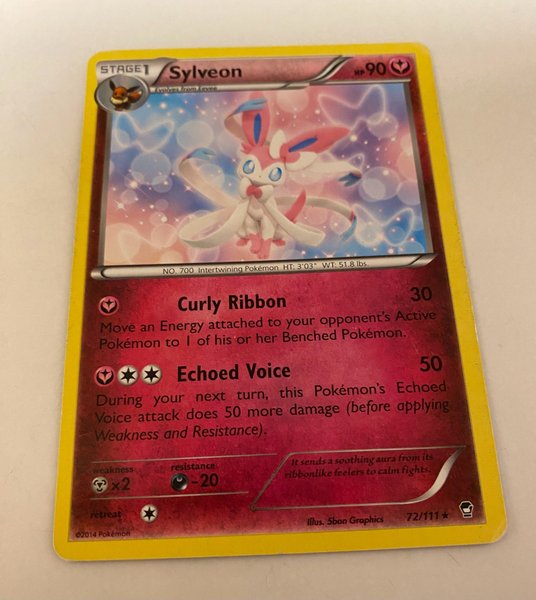 STAGE1 Sylveon HP90
Evolves from Eevee
NO. 700 Intertwining Pokémon HT: 3'03" WT: 51.8 lbs.
Curly Ribbon 30
Move an Energy attached to your opponent's Active
Pokémon to 1 of his or her Benched Pokémon.
Echoed Voice 50
During your next turn, this Pokémon's Echoed
Voice attack does 50 more damage (before applying
Weakness and Resistance).
weakness resistance
×2 -20
It sends a soothing aura from its
ribbonlike feelers to calm fights.
retreat
Illus. 5ban Graphics 72/111★
©2014 Pokémon